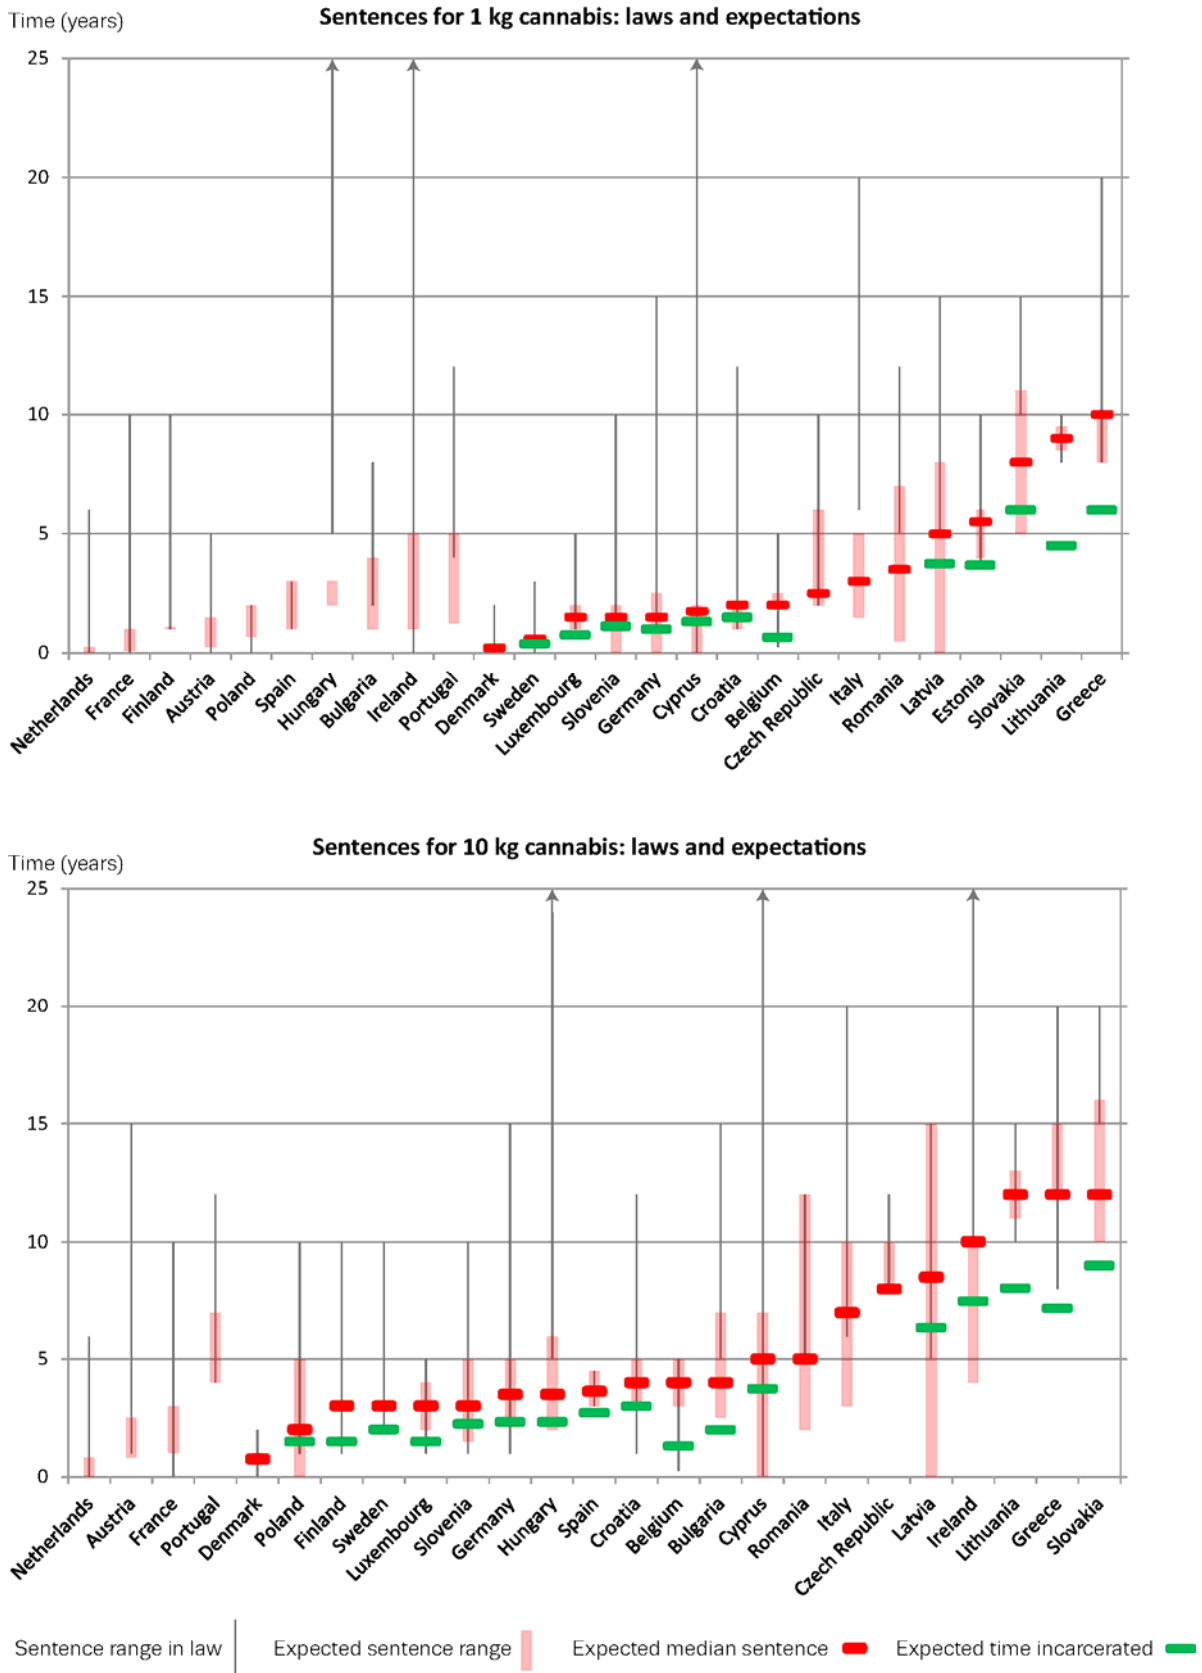 Time (years)
Sentences for 1 kg cannabis: laws and expectations
25
20
15
10
5
0
Netherlands
France
Finland
Austria
Poland
Spain
Hungary
Bulgaria
Ireland
Portugal
Denmark
Sweden
Luxembourg
Slovenia
Germany
Cyprus
Croatia
Belgium
Czech Republic
Italy
Romania
Latvia
Estonia
Slovakia
Lithuania
Greece
Sentences for 10 kg cannabis: laws and expectations
Time (years)
25
20
15
10
5
0
Netherlands
Austria
France
Portugal
Denmark
Poland
Finland
Sweden
Luxembourg
Slovenia
Germany
Hungary
Spain
Croatia
Belgium
Bulgaria
Cyprus
Romania
Italy
Czech Republic
Latvia
Ireland
Lithuania
Greece
Slovakia
Sentence range in law
Expected sentence range
Expected median sentence
Expected time incarcerated